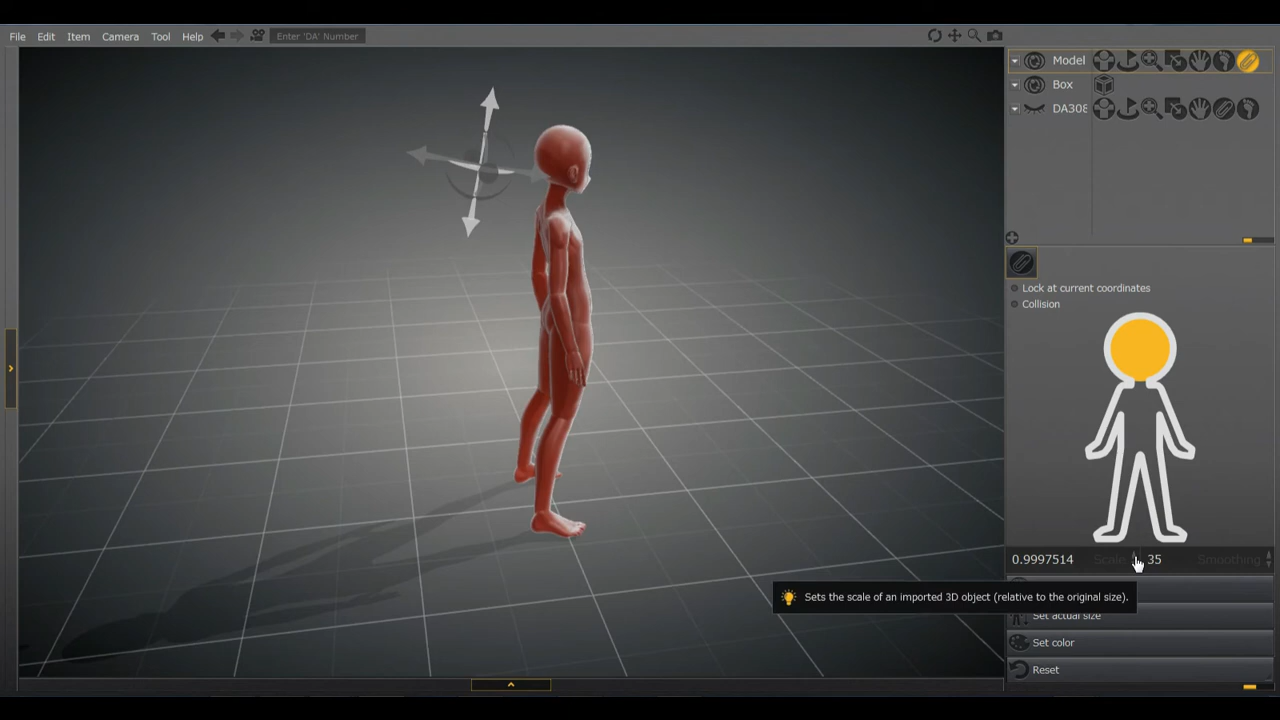 File Edit Item Camera Tool Help Enter 'DA' Number
Model
Box
DA308
Lock at current coordinates
Collision
0.9997514 Scale 35 Smoothing
Sets the scale of an imported 3D object (relative to the original size).
Set actual size
Set color
Reset